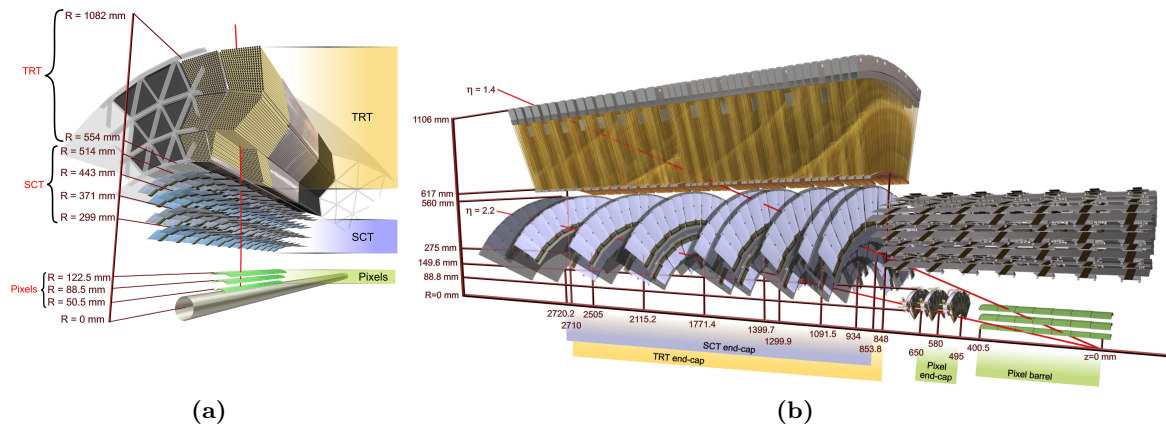 R = 1082 mm
TRT
TRT
R = 554 mm
R = 514 mm
R = 443 mm
SCT
R = 371 mm
R = 299 mm
SCT
Pixels
R = 122.5 mm
Pixels
R = 88.5 mm
R = 50.5 mm
R = 0 mm
(a)
η = 1.4
1106 mm
617 mm
560 mm
η = 2.2
275 mm
149.6 mm
88.8 mm
R=0 mm
2720.2
2710
2505
2115.2
1771.4
1399.7
1299.9
1091.5
934
853.8
848
650
580
495
400.5
z=0 mm
SCT end-cap
TRT end-cap
Pixel
end-cap
Pixel barrel
(b)